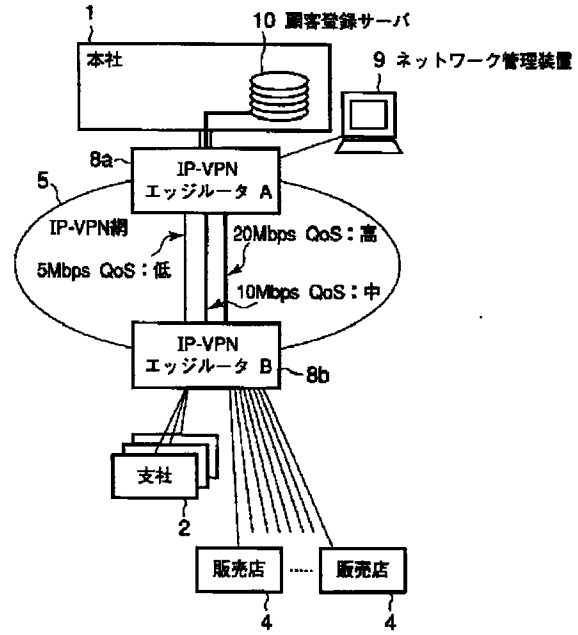 1
10 顧客登録サーバ
本社
9 ネットワーク管理装置
8a
IP-VPN
エッジルータ A
5
IP-VPN網
20Mbps QoS：高
5Mbps QoS：低
10Mbps QoS：中
IP-VPN
エッジルータ B
8b
支社
2
販売店
販売店
4
4